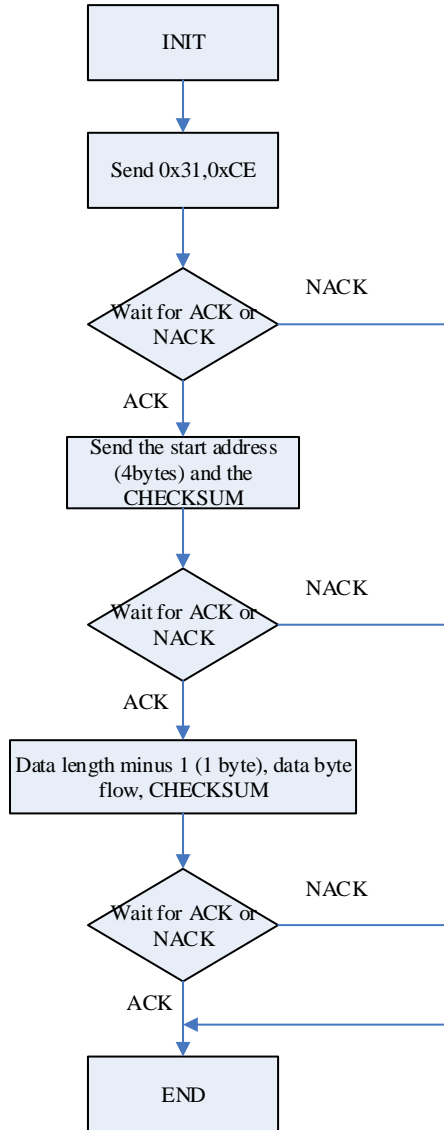 INIT
Send 0x31,0xCE
Wait for ACK or
NACK
NACK
ACK
Send the start address
(4bytes) and the
CHECKSUM
Wait for ACK or
NACK
NACK
ACK
Data length minus 1 (1 byte), data byte
flow, CHECKSUM
Wait for ACK or
NACK
NACK
ACK
END